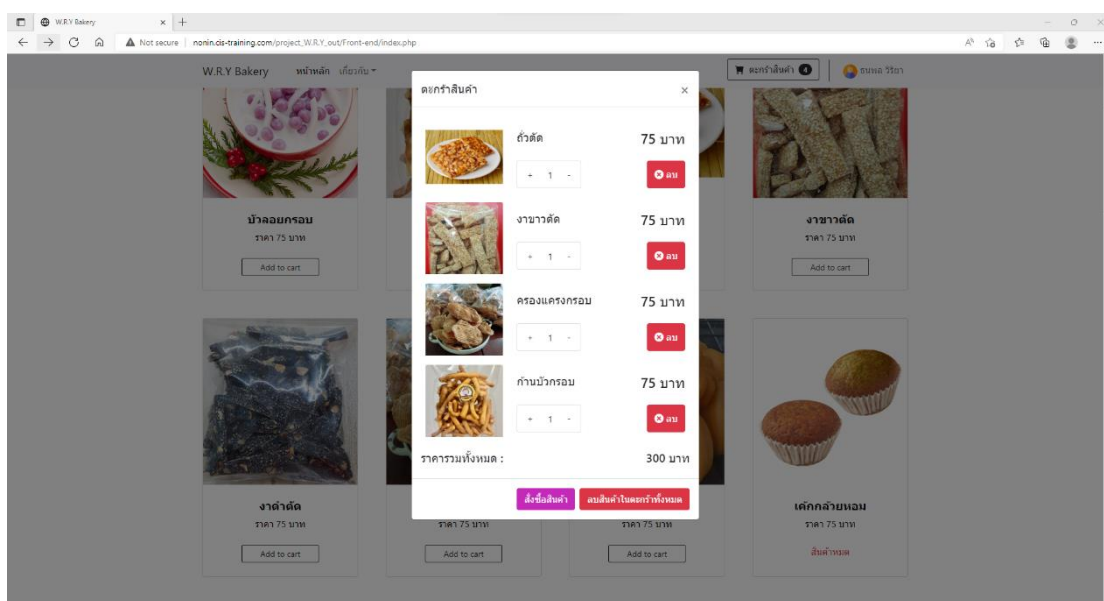 W.R.Y Bakery
Not secure nonin.cis-training.com/project_W.R.Y_out/Front-end/index.php
W.R.Y Bakery หน้าหลัก เกี่ยวกับ ตะกร้าสินค้า 4
ตะกร้าสินค้า ×
ถั่วตัด 75 บาท
+ 1 - ลบ
งาขาวตัด 75 บาท
+ 1 - ลบ
ครองแครงกรอบ 75 บาท
+ 1 - ลบ
ก้านบัวกรอบ 75 บาท
+ 1 - ลบ
ราคารวมทั้งหมด : 300 บาท
สั่งซื้อสินค้า ลบสินค้าในตะกร้าทั้งหมด
บัวลอยกรอบ งาขาวตัด
ราคา 75 บาท ราคา 75 บาท
Add to cart Add to cart
งาดำตัด เค้กกล้วยหอม
ราคา 75 บาท ราคา 75 บาท ราคา 75 บาท ราคา 75 บาท
Add to cart Add to cart Add to cart สินค้าหมด